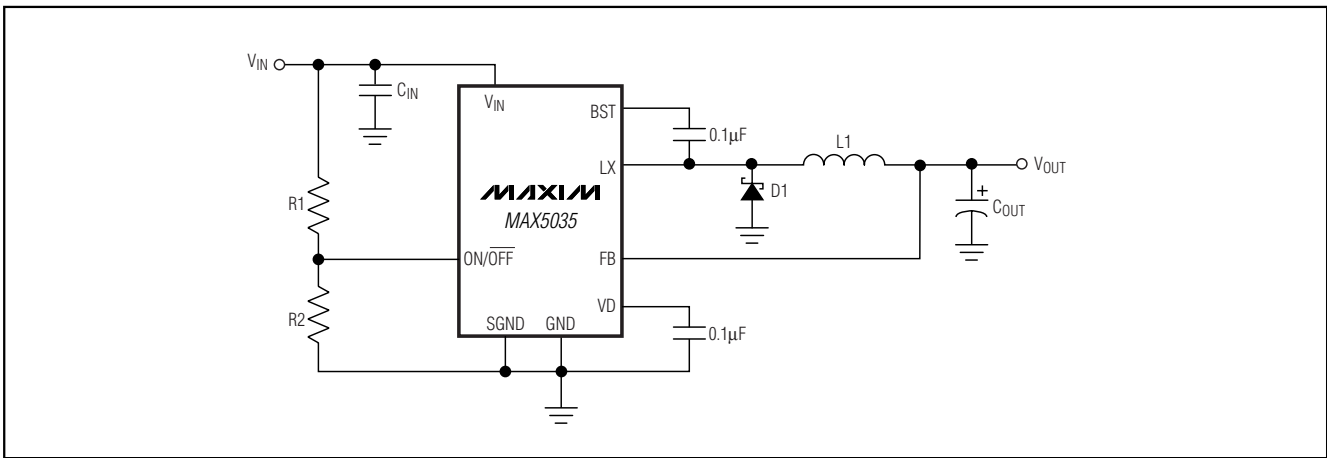 VIN
CIN
VIN
BST
0.1µF
L1
LX
VOUT
D1
+
COUT
R1
MAXIM
MAX5035
ON/OFF
FB
R2
VD
SGND GND
0.1µF